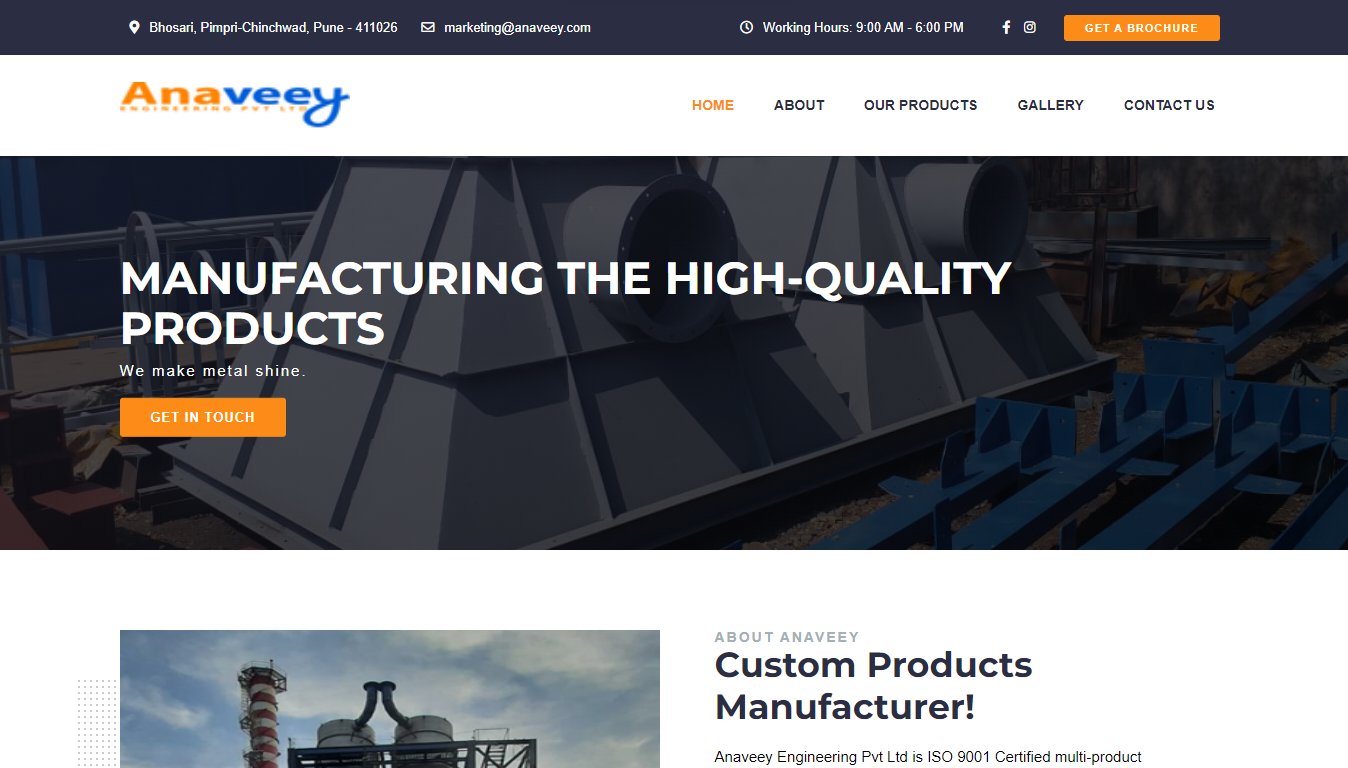 Bhosari, Pimpri-Chinchwad, Pune - 411026
marketing@anaveey.com
Working Hours: 9:00 AM - 6:00 PM
GET A BROCHURE
Anaveey
ENGINEERING PVT LTD
HOME
ABOUT
OUR PRODUCTS
GALLERY
CONTACT US
MANUFACTURING THE HIGH-QUALITY
PRODUCTS
We make metal shine.
GET IN TOUCH
ABOUT ANAVEEY
Custom Products
Manufacturer!
Anaveey Engineering Pvt Ltd is ISO 9001 Certified multi-product